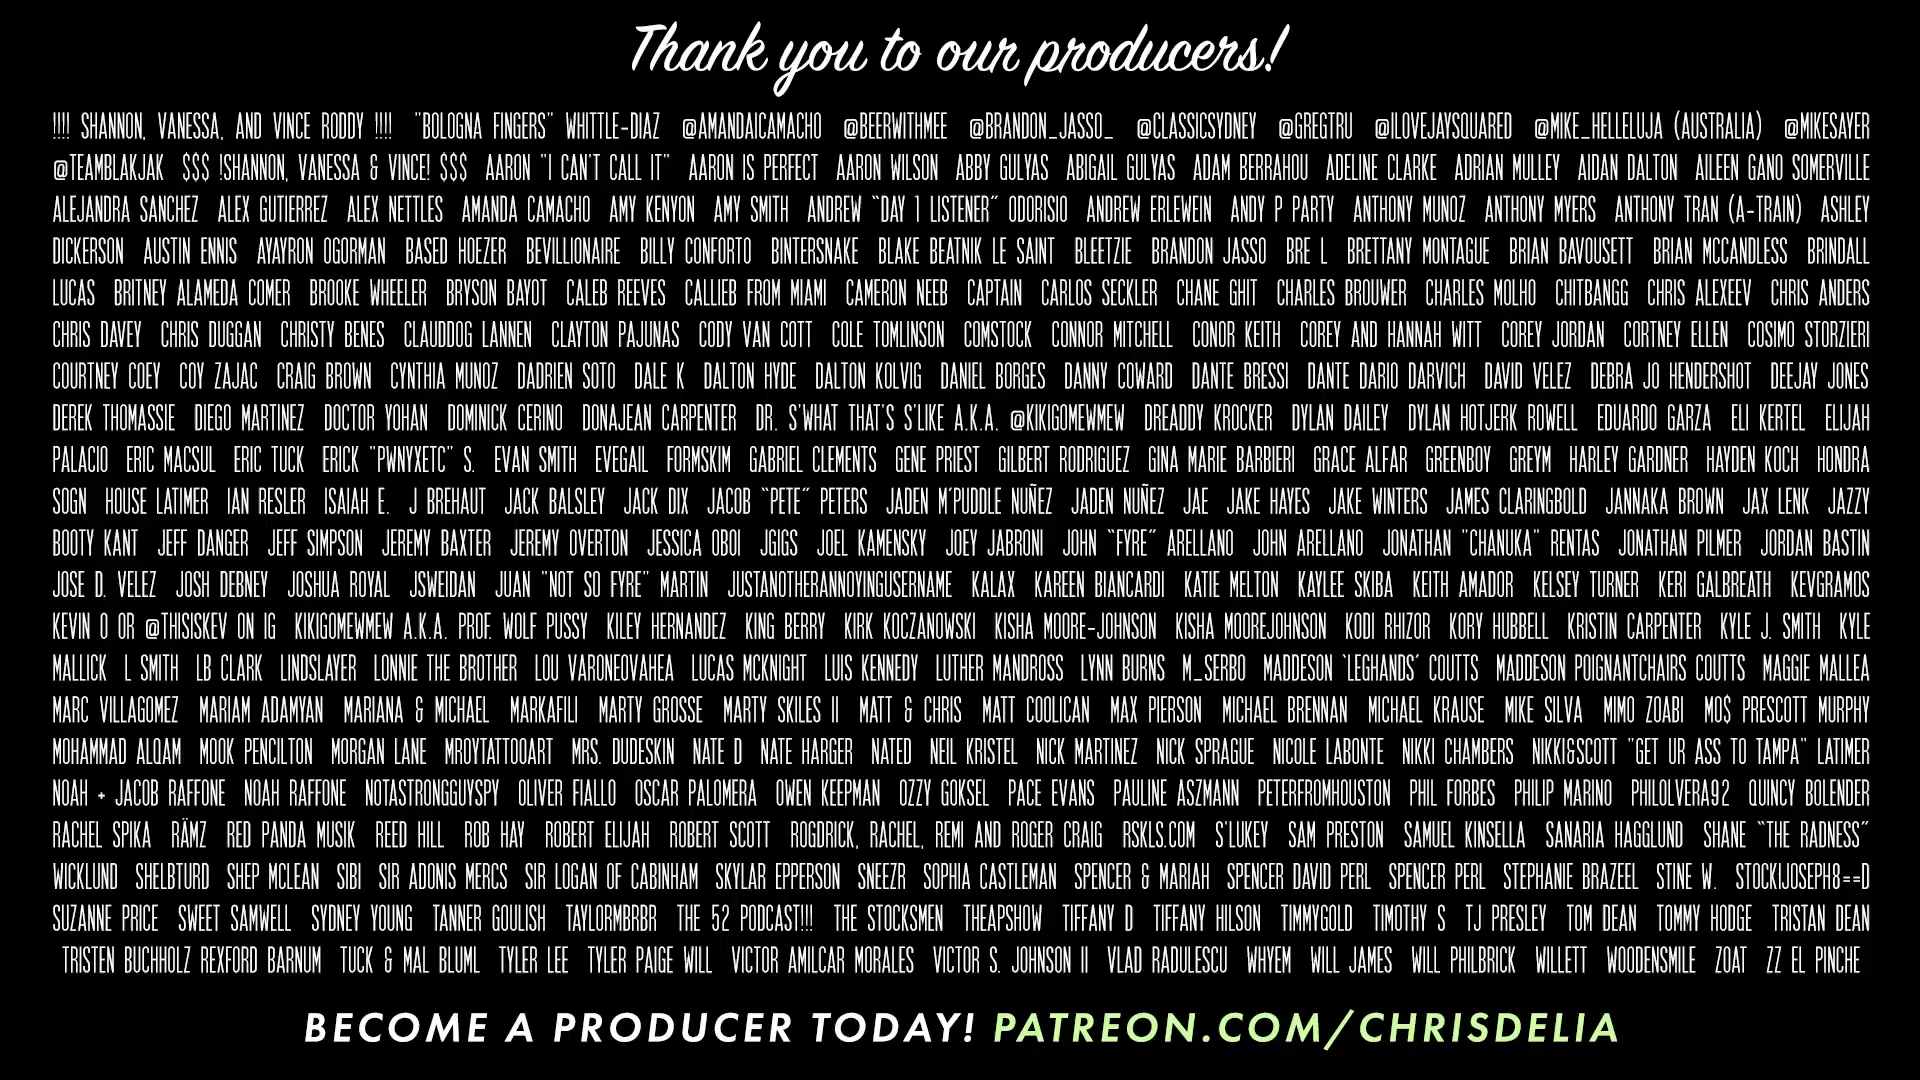 Thank you to our producers!
!!!! SHANNON, VANESSA, AND VINCE RODDY !!!! "BOLOGNA FINGERS" WHITTLE-DIAZ @AMANDAICAMACHO @BEERWITHMEE @BRANDON_JASSO_ @CLASSICSYDNEY @GREGTRU @ILOVEJAYSQUARED @MIKE_HELLELUJA (AUSTRALIA) @MIKESAYER
@TEAMBLAKJAK $$$ !SHANNON, VANESSA & VINCE! $$$ AARON "I CAN'T CALL IT" AARON IS PERFECT AARON WILSON ABBY GULYAS ABIGAIL GULYAS ADAM BERRAHOU ADELINE CLARKE ADRIAN MULLEY AIDAN DALTON AILEEN GANO SOMERVILLE
ALEJANDRA SANCHEZ ALEX GUTIERREZ ALEX NETTLES AMANDA CAMACHO AMY KENYON AMY SMITH ANDREW “DAY 1 LISTENER” ODORISIO ANDREW ERLEWEIN ANDY P PARTY ANTHONY MUNOZ ANTHONY MYERS ANTHONY TRAN (A-TRAIN) ASHLEY
DICKERSON AUSTIN ENNIS AYAYRON OGORMAN BASED HOEZER BEVILLIONAIRE BILLY CONFORTO BINTERSNAKE BLAKE BEATNIK LE SAINT BLEETZIE BRANDON JASSO BRE L BRETTANY MONTAGUE BRIAN BAVOUSETT BRIAN MCCANDLESS BRINDALL
LUCAS BRITNEY ALAMEDA COMER BROOKE WHEELER BRYSON BAYOT CALEB REEVES CALLIEB FROM MIAMI CAMERON NEEB CAPTAIN CARLOS SECKLER CHANE GHIT CHARLES BROUWER CHARLES MOLHO CHITBANGG CHRIS ALEXEEV CHRIS ANDERS
CHRIS DAVEY CHRIS DUGGAN CHRISTY BENES CLAUDDOG LANNEN CLAYTON PAJUNAS CODY VAN COTT COLE TOMLINSON COMSTOCK CONNOR MITCHELL CONOR KEITH COREY AND HANNAH WITT COREY JORDAN CORTNEY ELLEN COSIMO STORZIERI
COURTNEY COEY COY ZAJAC CRAIG BROWN CYNTHIA MUNOZ DADRIEN SOTO DALE K DALTON HYDE DALTON KOLVIG DANIEL BORGES DANNY COWARD DANTE BRESSI DANTE DARIO DARVICH DAVID VELEZ DEBRA JO HENDERSHOT DEEJAY JONES
DEREK THOMASSIE DIEGO MARTINEZ DOCTOR YOHAN DOMINICK CERINO DONAJEAN CARPENTER DR. S'WHAT THAT'S S'LIKE A.K.A. @KIKIGOMEWMEW DREADDY KROCKER DYLAN DAILEY DYLAN HOTJERK ROWELL EDUARDO GARZA ELI KERTEL ELIJAH
PALACIO ERIC MACSUL ERIC TUCK ERICK "PWNYXETC" S. EVAN SMITH EVEGAIL FORMSKIM GABRIEL CLEMENTS GENE PRIEST GILBERT RODRIGUEZ GINA MARIE BARBIERI GRACE ALFAR GREENBOY GREYM HARLEY GARDNER HAYDEN KOCH HONDRA
SOGN HOUSE LATIMER IAN RESLER ISAIAH E. J BREHAUT JACK BALSLEY JACK DIX JACOB “PETE” PETERS JADEN M'PUDDLE NUÑEZ JADEN NUÑEZ JAE JAKE HAYES JAKE WINTERS JAMES CLARINGBOLD JANNAKA BROWN JAX LENK JAZZY
BOOTY KANT JEFF DANGER JEFF SIMPSON JEREMY BAXTER JEREMY OVERTON JESSICA OBOI JGIGS JOEL KAMENSKY JOEY JABRONI JOHN “FYRE” ARELLANO JOHN ARELLANO JONATHAN "CHANUKA" RENTAS JONATHAN PILMER JORDAN BASTIN
JOSE D. VELEZ JOSH DEBNEY JOSHUA ROYAL JSWEIDAN JUAN "NOT SO FYRE" MARTIN JUSTANOTHERANNOYINGUSERNAME KALAX KAREEN BIANCARDI KATIE MELTON KAYLEE SKIBA KEITH AMADOR KELSEY TURNER KERI GALBREATH KEVGRAMOS
KEVIN O OR @THISISKEV ON IG KIKIGOMEWMEW A.K.A. PROF. WOLF PUSSY KILEY HERNANDEZ KING BERRY KIRK KOCZANOWSKI KISHA MOORE-JOHNSON KISHA MOOREJOHNSON KODI RHIZOR KORY HUBBELL KRISTIN CARPENTER KYLE J. SMITH KYLE
MALLICK L SMITH LB CLARK LINDSLAYER LONNIE THE BROTHER LOU VARONEOVAHEA LUCAS MCKNIGHT LUIS KENNEDY LUTHER MANDROSS LYNN BURNS M_SERBO MADDESON ‘LEGHANDS’ COUTTS MADDESON POIGNANTCHAIRS COUTTS MAGGIE MALLEA
MARC VILLAGOMEZ MARIAM ADAMYAN MARIANA & MICHAEL MARKAFILI MARTY GROSSE MARTY SKILES II MATT & CHRIS MATT COOLICAN MAX PIERSON MICHAEL BRENNAN MICHAEL KRAUSE MIKE SILVA MIMO ZOABI MO$ PRESCOTT MURPHY
MOHAMMAD ALQAM MOOK PENCILTON MORGAN LANE MROYTATTOOART MRS. DUDESKIN NATE D NATE HARGER NATED NEIL KRISTEL NICK MARTINEZ NICK SPRAGUE NICOLE LABONTE NIKKI CHAMBERS NIKKI&SCOTT "GET UR ASS TO TAMPA" LATIMER
NOAH + JACOB RAFFONE NOAH RAFFONE NOTASTRONGGUYSPY OLIVER FIALLO OSCAR PALOMERA OWEN KEEPMAN OZZY GOKSEL PACE EVANS PAULINE ASZMANN PETERFROMHOUSTON PHIL FORBES PHILIP MARINO PHILOLVERA92 QUINCY BOLENDER
RACHEL SPIKA RÄMZ RED PANDA MUSIK REED HILL ROB HAY ROBERT ELIJAH ROBERT SCOTT ROGDRICK, RACHEL, REMI AND ROGER CRAIG RSKLS.COM S'LUKEY SAM PRESTON SAMUEL KINSELLA SANARIA HAGGLUND SHANE “THE RADNESS”
WICKLUND SHELBTURD SHEP MCLEAN SIBI SIR ADONIS MERCS SIR LOGAN OF CABINHAM SKYLAR EPPERSON SNEEZR SOPHIA CASTLEMAN SPENCER & MARIAH SPENCER DAVID PERL SPENCER PERL STEPHANIE BRAZEEL STINE W. STOCKIJOSEPH8==D
SUZANNE PRICE SWEET SAMWELL SYDNEY YOUNG TANNER GOULISH TAYLORMBRBR THE 52 PODCAST!!! THE STOCKSMEN THEAPSHOW TIFFANY D TIFFANY HILSON TIMMYGOLD TIMOTHY S TJ PRESLEY TOM DEAN TOMMY HODGE TRISTAN DEAN
TRISTEN BUCHHOLZ REXFORD BARNUM TUCK & MAL BLUML TYLER LEE TYLER PAIGE WILL VICTOR AMILCAR MORALES VICTOR S. JOHNSON II VLAD RADULESCU WHYEM WILL JAMES WILL PHILBRICK WILLETT WOODENSMILE ZOAT ZZ EL PINCHE
BECOME A PRODUCER TODAY! PATREON.COM/CHRISDELIA